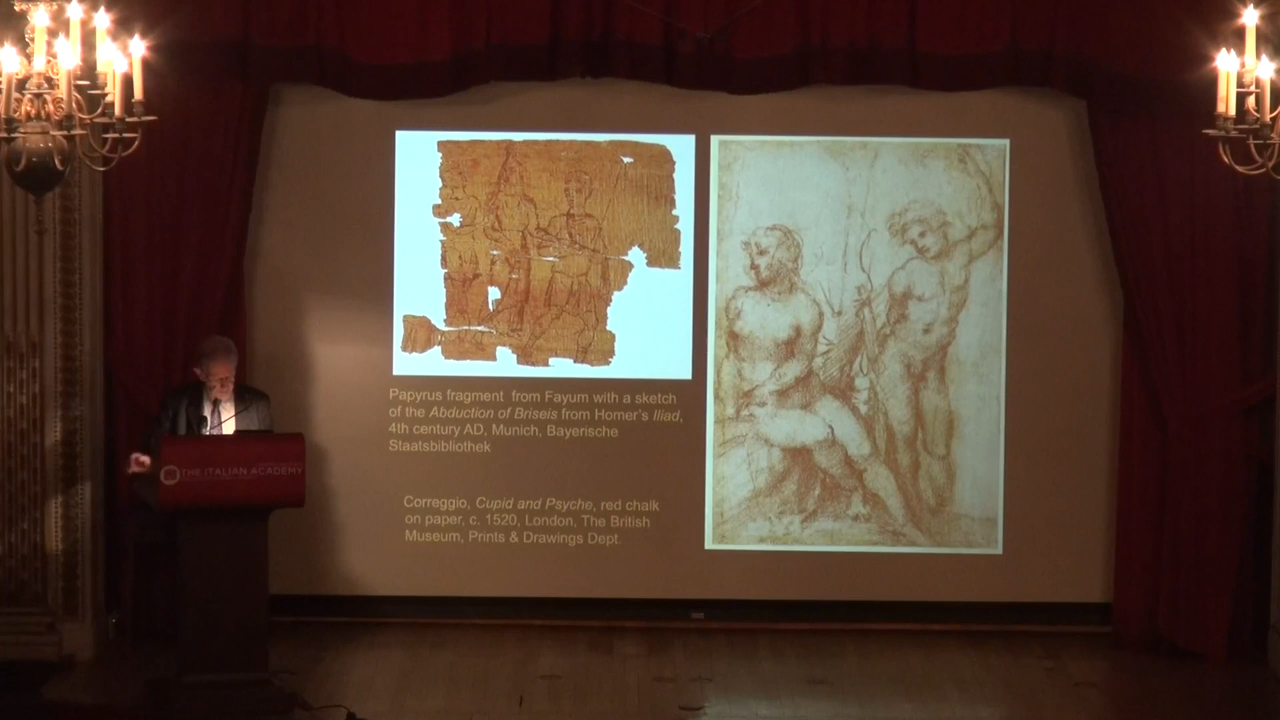 Papyrus fragment from Fayum with a sketch
of the Abduction of Briseis from Homer's Iliad,
4th century AD, Munich, Bayerische
Staatsbibliothek
Correggio, Cupid and Psyche, red chalk
on paper, c. 1520, London, The British
Museum, Prints & Drawings Dept.
THE ITALIAN ACADEMY